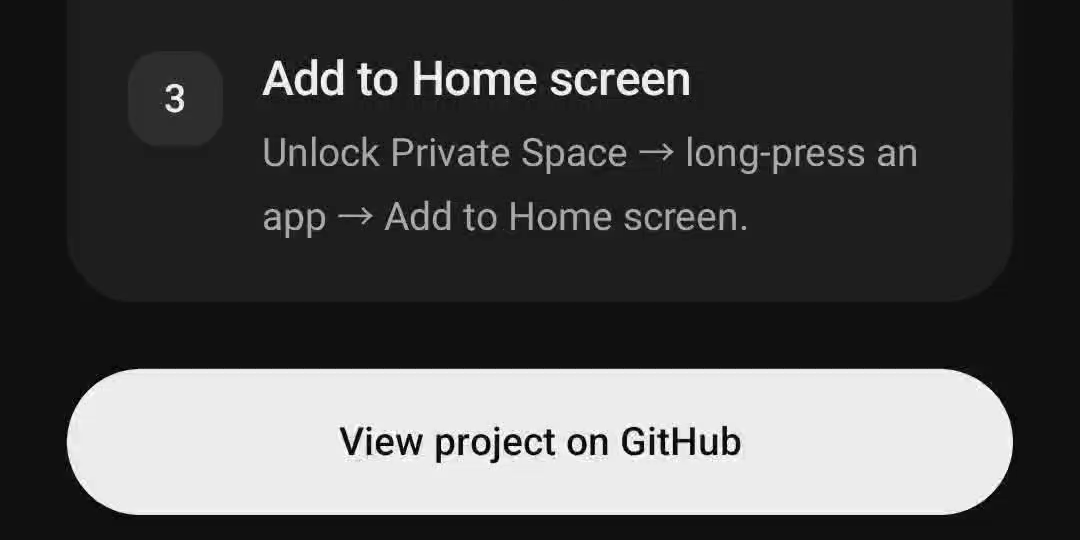 3
Add to Home screen
Unlock Private Space → long-press an
app → Add to Home screen.
View project on GitHub